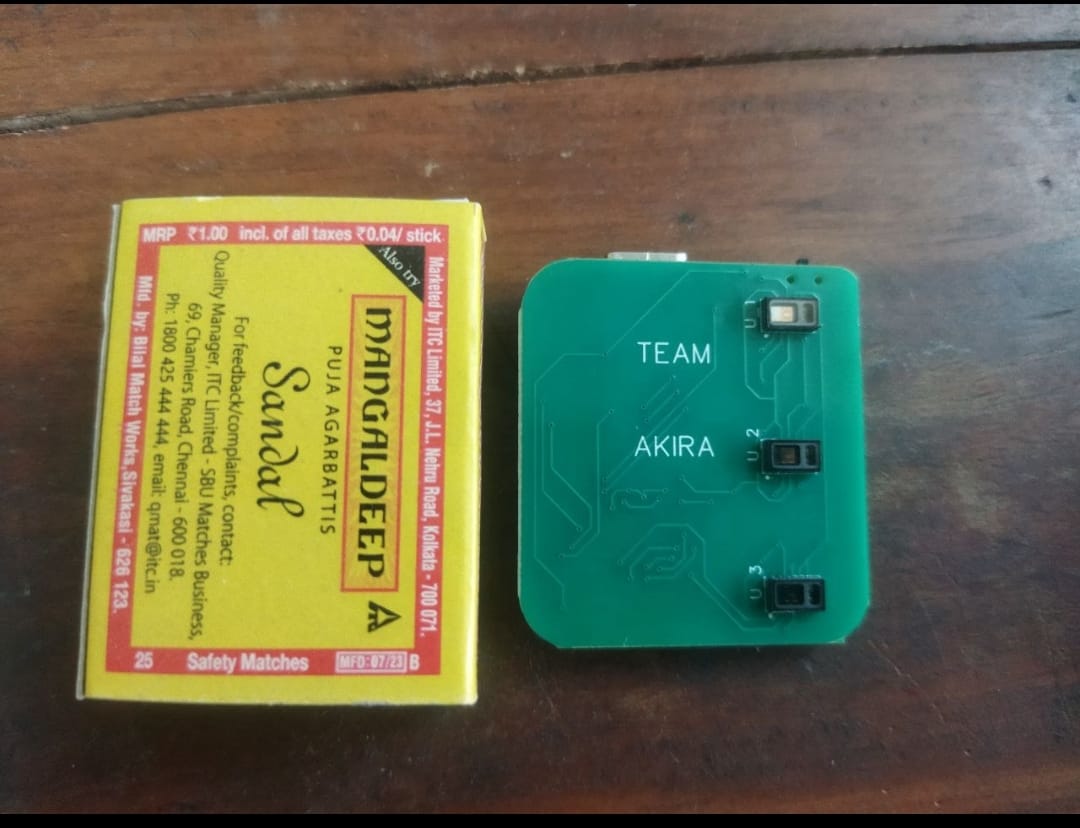 MRP ₹1.00 incl. of all taxes ₹0.04/ stick
Also try
Marketed by ITC Limited, 37, J.L. Nehru Road, Kolkata - 700 071.
MANGALDEEP
PUJA AGARBATTIS
Sandal
For feedback/complaints, contact:
Quality Manager, ITC Limited - SBU Matches Business,
69, Chamiers Road, Chennai - 600 018.
Ph: 1800 425 444 444, email: qmat@itc.in
Mfd. by: Bilal Match Works, Sivakasi - 626 123.
25 Safety Matches MFD:07/23 B
TEAM
AKIRA
U2
U3